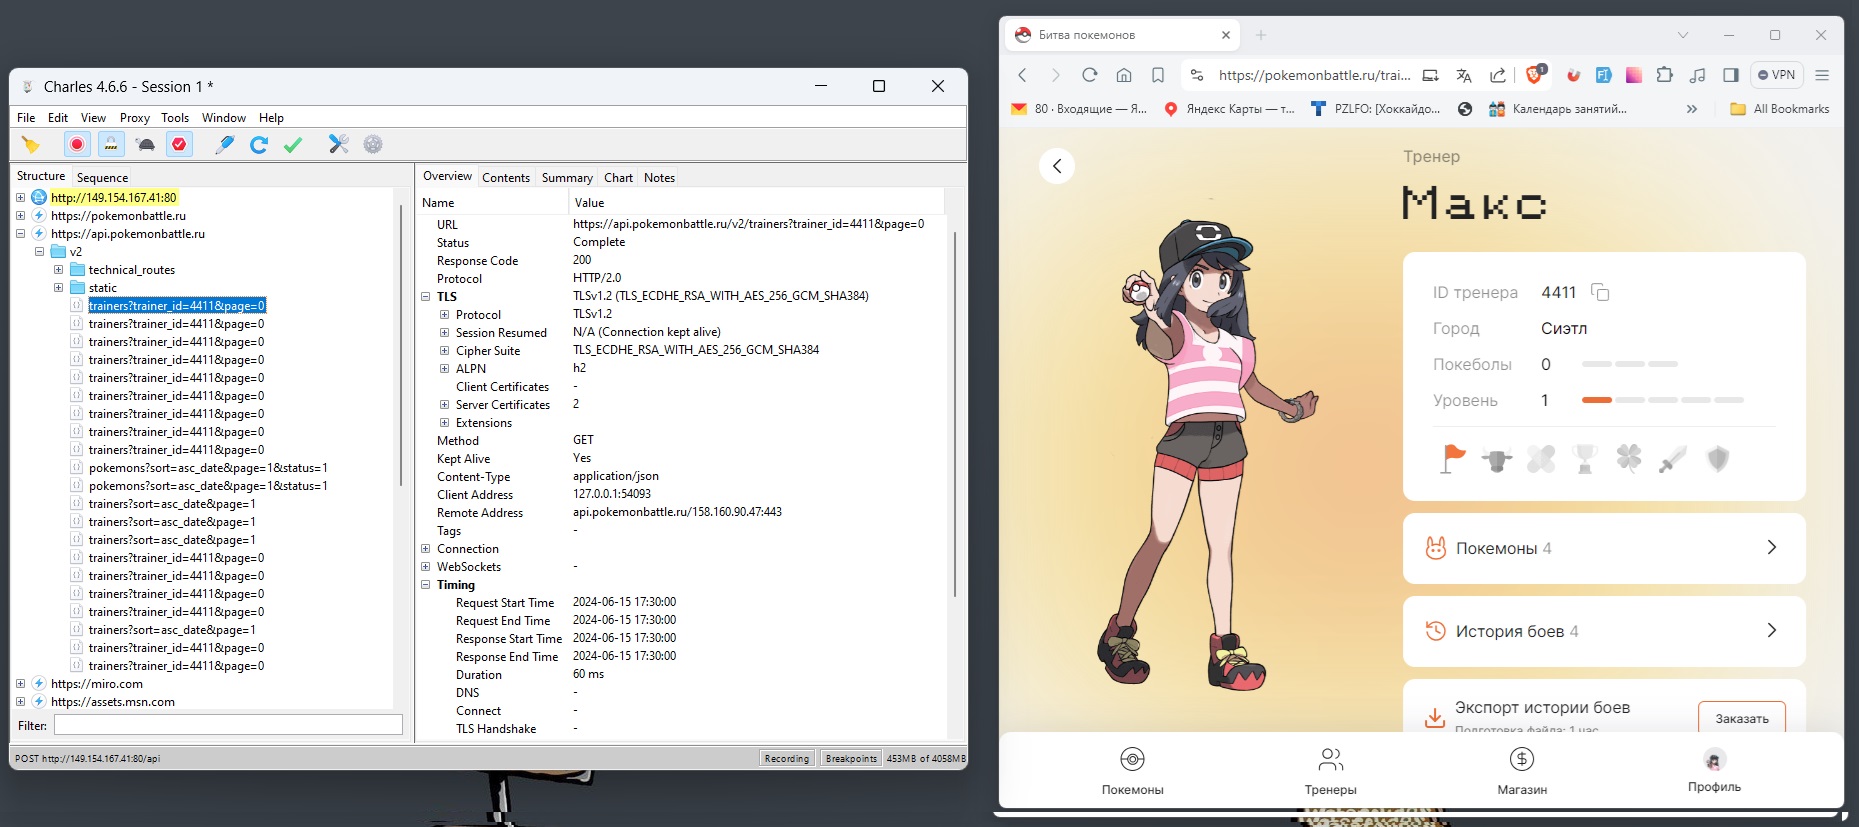 Charles 4.6.6 - Session 1 *
File Edit View Proxy Tools Window Help
Structure Sequence
http://149.154.167.41:80
https://pokemonbattle.ru
https://api.pokemonbattle.ru
v2
technical_routes
static
trainers?trainer_id=4411&page=0
trainers?trainer_id=4411&page=0
trainers?trainer_id=4411&page=0
trainers?trainer_id=4411&page=0
trainers?trainer_id=4411&page=0
trainers?trainer_id=4411&page=0
trainers?trainer_id=4411&page=0
trainers?trainer_id=4411&page=0
trainers?trainer_id=4411&page=0
pokemons?sort=asc_date&page=1&status=1
pokemons?sort=asc_date&page=1&status=1
trainers?sort=asc_date&page=1
trainers?sort=asc_date&page=1
trainers?sort=asc_date&page=1
trainers?trainer_id=4411&page=0
trainers?trainer_id=4411&page=0
trainers?trainer_id=4411&page=0
trainers?trainer_id=4411&page=0
trainers?sort=asc_date&page=1
trainers?trainer_id=4411&page=0
trainers?trainer_id=4411&page=0
https://miro.com
https://assets.msn.com
Filter:
Overview Contents Summary Chart Notes
Name Value
URL https://api.pokemonbattle.ru/v2/trainers?trainer_id=4411&page=0
Status Complete
Response Code 200
Protocol HTTP/2.0
TLS TLSv1.2 (TLS_ECDHE_RSA_WITH_AES_256_GCM_SHA384)
Protocol TLSv1.2
Session Resumed N/A (Connection kept alive)
Cipher Suite TLS_ECDHE_RSA_WITH_AES_256_GCM_SHA384
ALPN h2
Client Certificates -
Server Certificates 2
Extensions
Method GET
Kept Alive Yes
Content-Type application/json
Client Address 127.0.0.1:54093
Remote Address api.pokemonbattle.ru/158.160.90.47:443
Tags -
Connection
WebSockets -
Timing
Request Start Time 2024-06-15 17:30:00
Request End Time 2024-06-15 17:30:00
Response Start Time 2024-06-15 17:30:00
Response End Time 2024-06-15 17:30:00
Duration 60 ms
DNS -
Connect -
TLS Handshake -
POST http://149.154.167.41:80/api
Recording Breakpoints 453MB of 4058MB
Битва покемонов
https://pokemonbattle.ru/trai... 1 VPN
80 · Входящие — Я... Яндекс Карты — т... PZLFO: [Хоккайдо... Календарь занятий... » All Bookmarks
Тренер
Макс
ID тренера 4411
Город Сиэтл
Покеболы 0
Уровень 1
Покемоны 4
История боев 4
Экспорт истории боев
Подготовка файла: 1 час
Заказать
Покемоны Тренеры Магазин Профиль